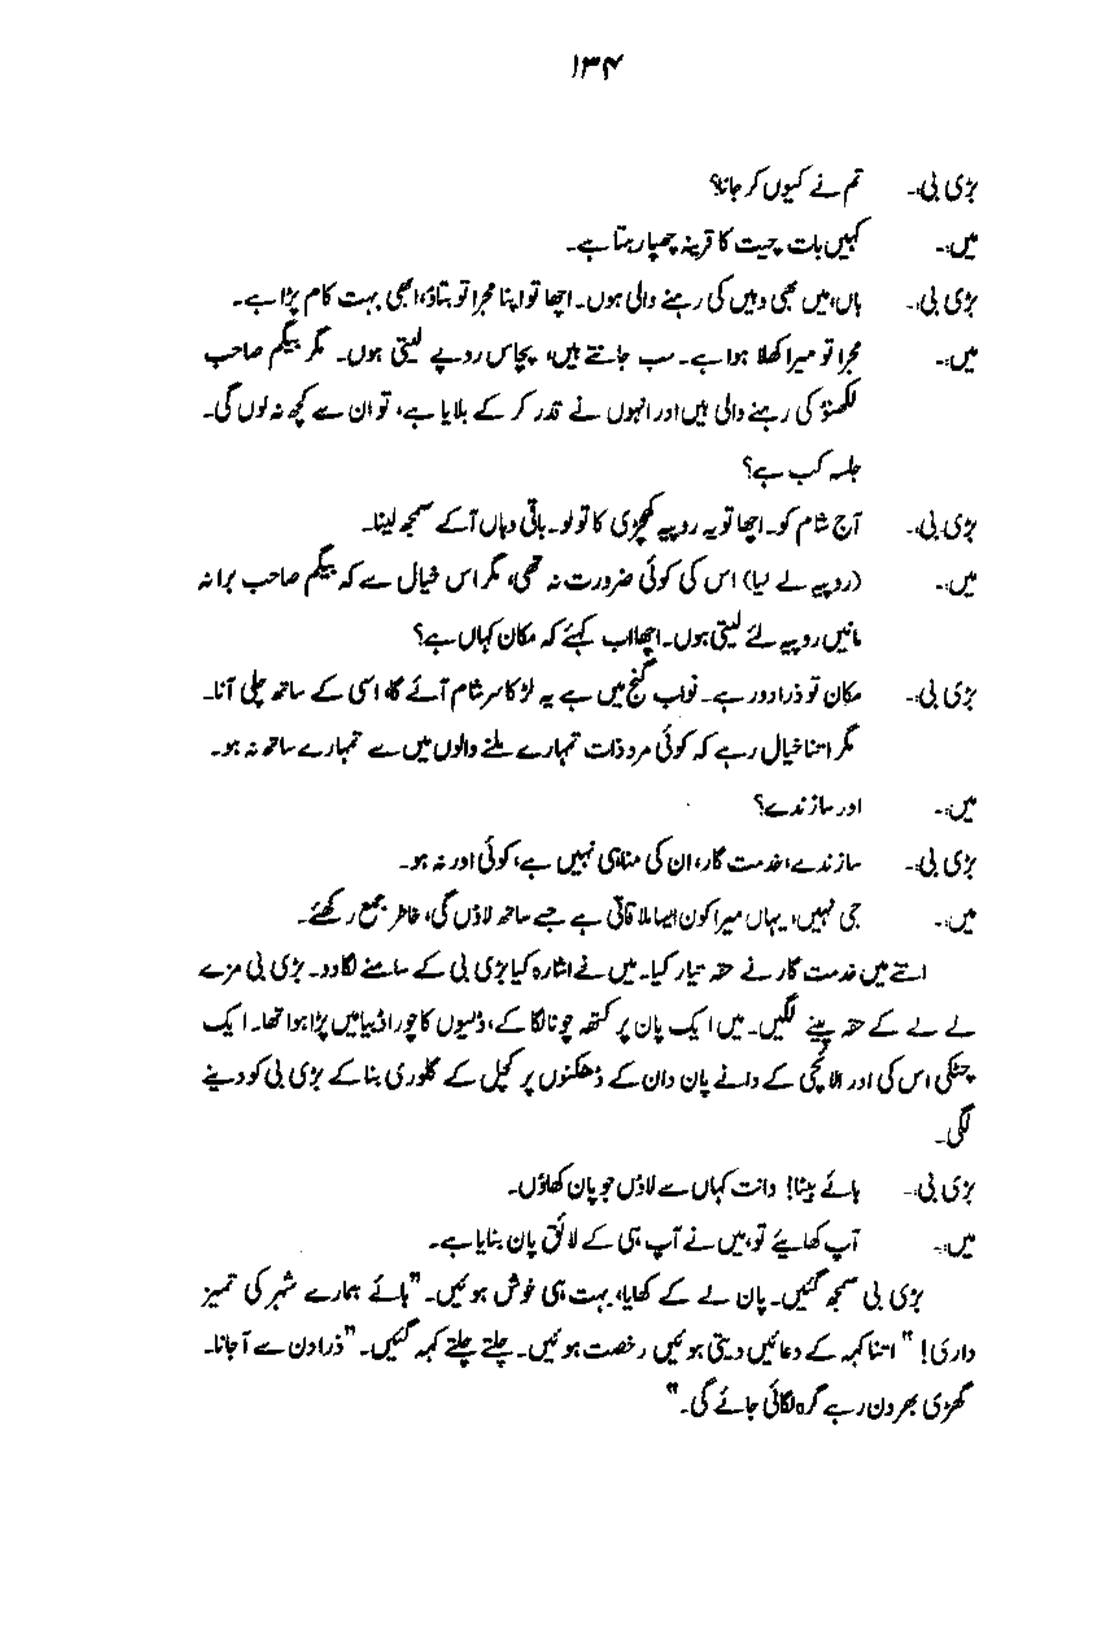 ۱۳۴
بڑی بی:۔ تم نے کیوں کر جانا؟
میں:۔ کہیں بات چیت کا قرینہ چھپا رہتا ہے۔
بڑی بی:۔ ہاں، میں بھی وہیں کی رہنے والی ہوں۔ اچھا تو اپنا مجرا تو بتاؤ، ابھی بہت کام پڑا ہے۔
میں:۔ مجرا تو میرا کھلا ہوا ہے۔ سب جانتے ہیں، پچاس روپے لیتی ہوں۔ مگر بیگم صاحب
لکھنؤ کی رہنے والی ہیں اور انہوں نے قدر کر کے بلایا ہے، تو ان سے کچھ نہ لوں گی۔
جلسہ کب ہے؟
بڑی بی:۔ آج شام کو۔ اچھا تو یہ روپیہ کھچڑی کا تو لو۔ باقی وہاں آ کے سمجھ لینا۔
میں:۔ (روپیہ لے لیا) اس کی کوئی ضرورت نہ تھی، مگر اس خیال سے کہ بیگم صاحب برا نہ
مانیں روپیہ لئے لیتی ہوں۔ اچھا اب کہئے کہ مکان کہاں ہے؟
بڑی بی:۔ مکان تو ذرا دور ہے۔ نواب گنج میں ہے یہ لڑکا سرِ شام آئے گا، اسی کے ساتھ چلی آنا۔
مگر اتنا خیال رہے کہ کوئی مرد ذات تمہارے ملنے والوں میں سے تمہارے ساتھ نہ ہو۔
میں:۔ اور سازندے؟
بڑی بی:۔ سازندے، خدمت گار، ان کی مناہی نہیں ہے، کوئی اور نہ ہو۔
میں:۔ جی نہیں، یہاں میرا کون ایسا ملاقاتی ہے جسے ساتھ لاؤں گی، خاطر جمع رکھئے۔
اتنے میں خدمت گار نے حقہ تیار کیا۔ میں نے اشارہ کیا بڑی بی کے سامنے لگا دو۔ بڑی بی مزے
لے لے کے حقہ پینے لگیں۔ میں ایک پان پر کتھہ چونا لگا کے، ڈلیوں کا چورا ڈبیا میں پڑا ہوا تھا۔ ایک
چٹکی اس کی اور الائچی کے دانے پان دان کے ڈھکنوں پر کچل کے گلوری بنا کے بڑی بی کو دینے
لگی۔
بڑی بی:۔ ہائے بیٹا! دانت کہاں سے لاؤں جو پان کھاؤں۔
میں:۔ آپ کھایئے تو، میں نے آپ ہی کے لائق پان بنایا ہے۔
بڑی بی سمجھ گئیں۔ پان لے کے کھایا، بہت ہی خوش ہوئیں۔ "ہائے ہمارے شہر کی تمیز
داری!" اتنا کہہ کے دعائیں دیتی ہوئیں رخصت ہوئیں۔ چلتے چلتے کہہ گئیں۔ "ذرا دن سے آ جانا۔
گھڑی بھر دن رہے گرہ لگائی جائے گی۔"